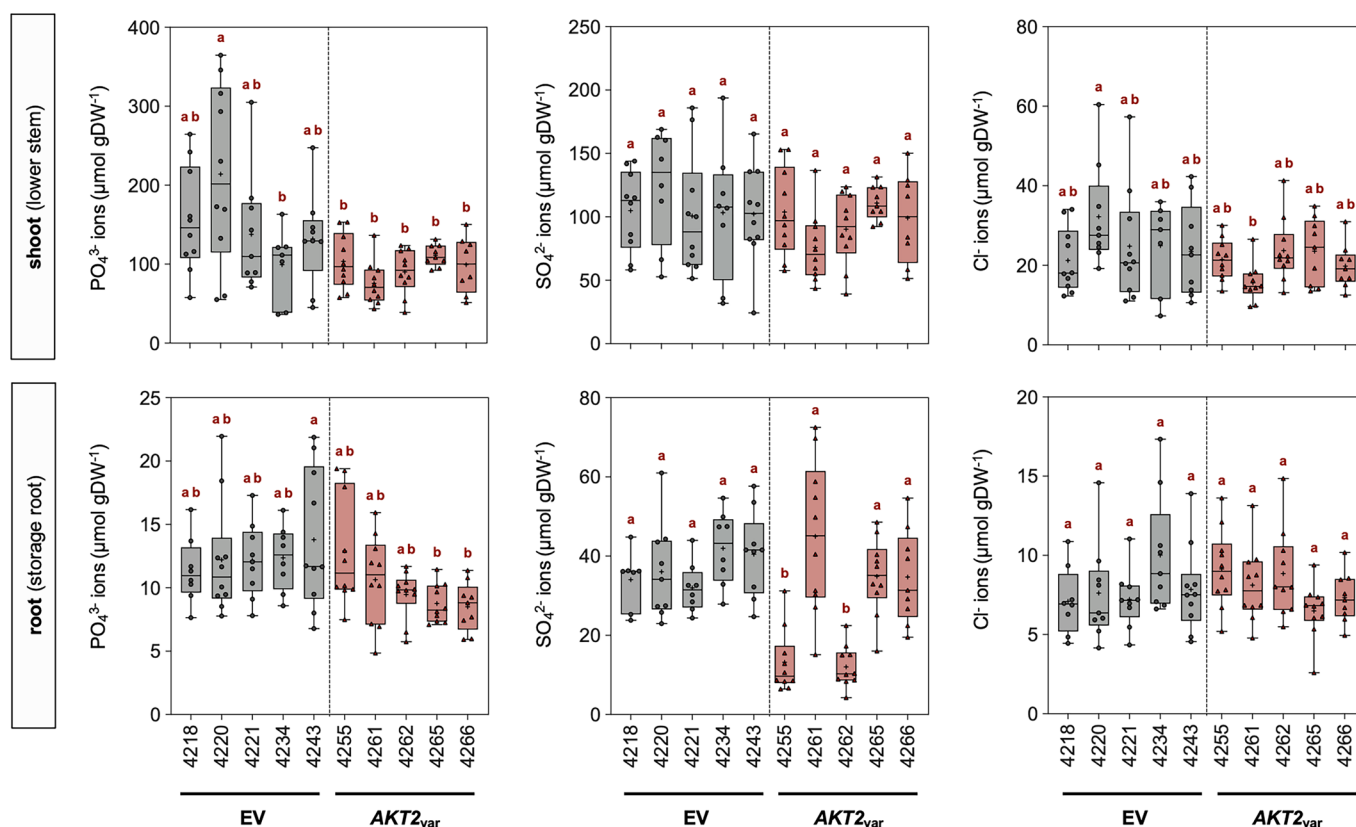 shoot (lower stem)
PO₄³⁻ ions (µmol gDW⁻¹)
400
300
200
100
0
a b
a
a b
b
a b
b
b
b
b
b
SO₄²⁻ ions (µmol gDW⁻¹)
250
200
150
100
50
0
a
a
a
a
a
a
a
a
a
a
Cl⁻ ions (µmol gDW⁻¹)
80
60
40
20
0
a b
a
a b
a b
a b
a b
b
a b
a b
a b
root (storage root)
PO₄³⁻ ions (µmol gDW⁻¹)
25
20
15
10
5
0
a b
a b
a b
a b
a
a b
a b
a b
b
b
4218
4220
4221
4234
4243
4255
4261
4262
4265
4266
EV
AKT2var
SO₄²⁻ ions (µmol gDW⁻¹)
80
60
40
20
0
a
a
a
a
a
b
a
b
a
a
4218
4220
4221
4234
4243
4255
4261
4262
4265
4266
EV
AKT2var
Cl⁻ ions (µmol gDW⁻¹)
20
15
10
5
0
a
a
a
a
a
a
a
a
a
a
4218
4220
4221
4234
4243
4255
4261
4262
4265
4266
EV
AKT2var